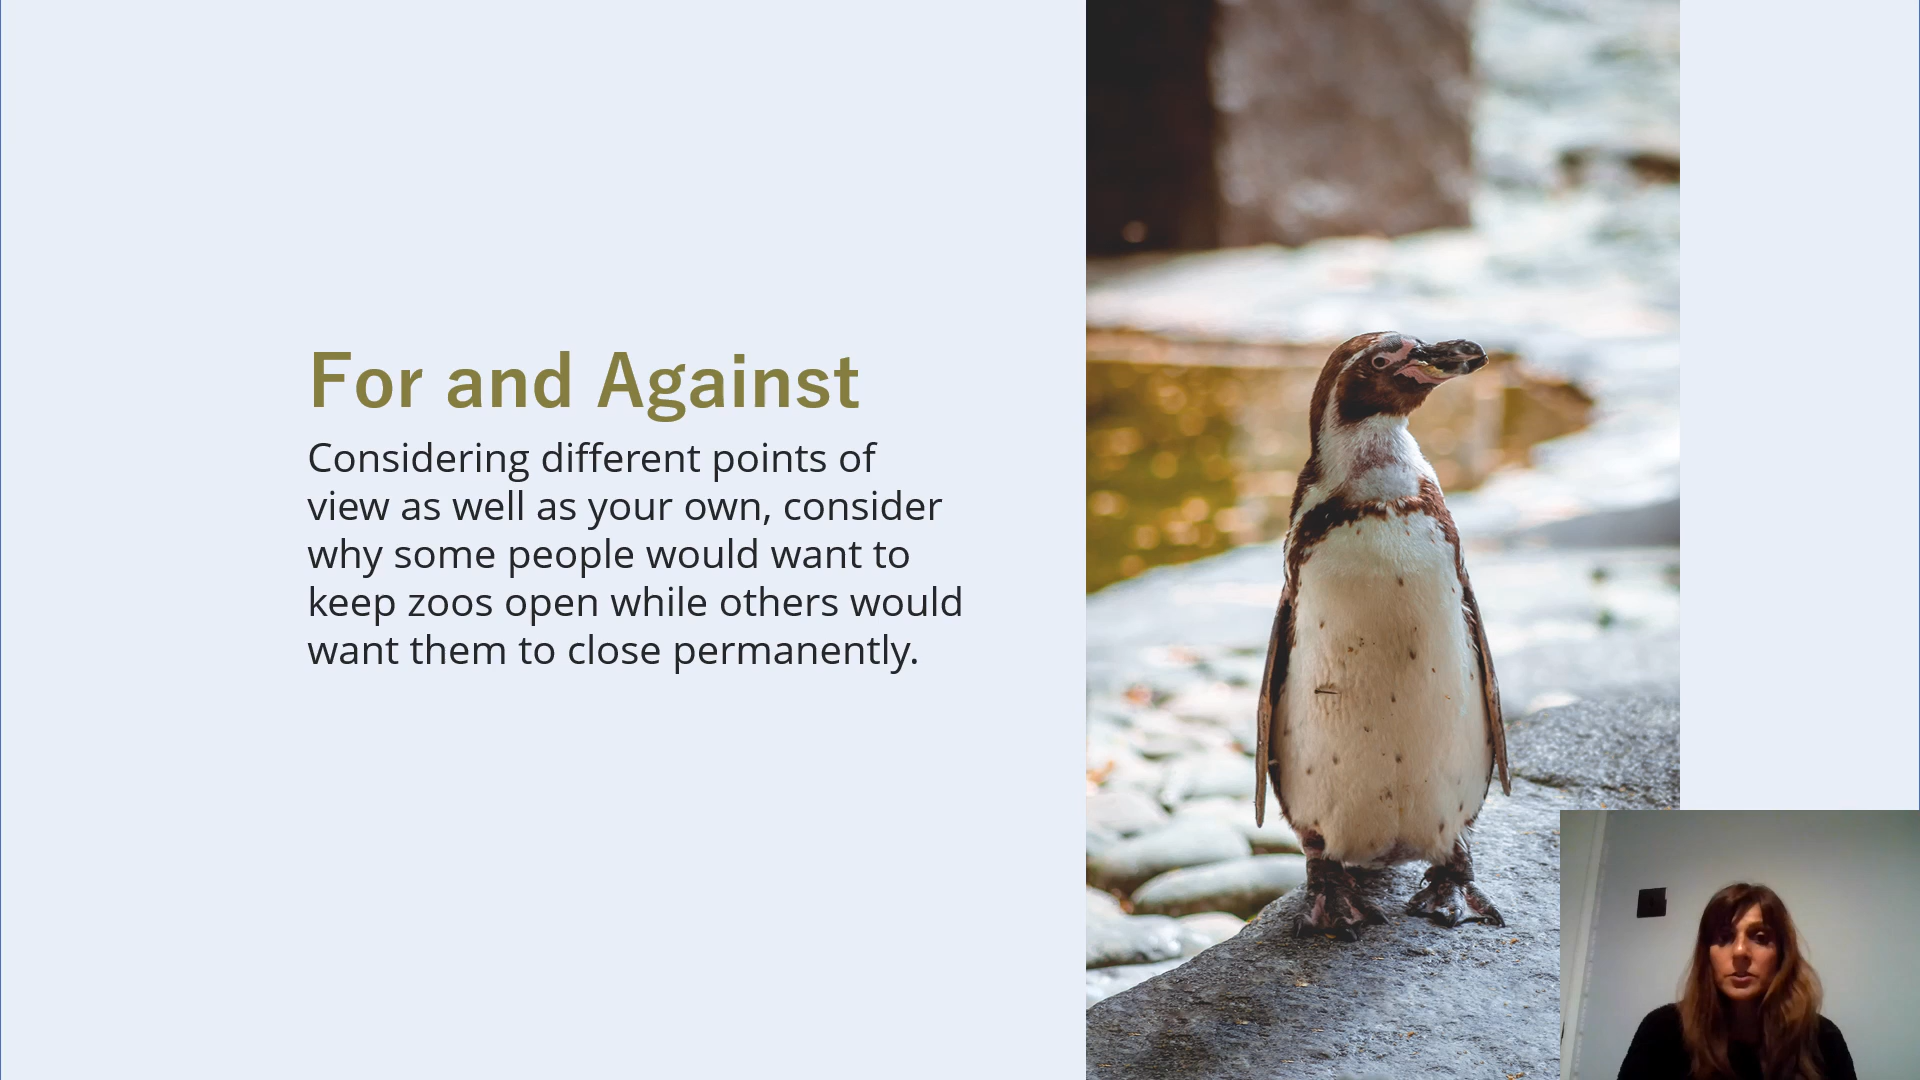 For and Against
Considering different points of
view as well as your own, consider
why some people would want to
keep zoos open while others would
want them to close permanently.